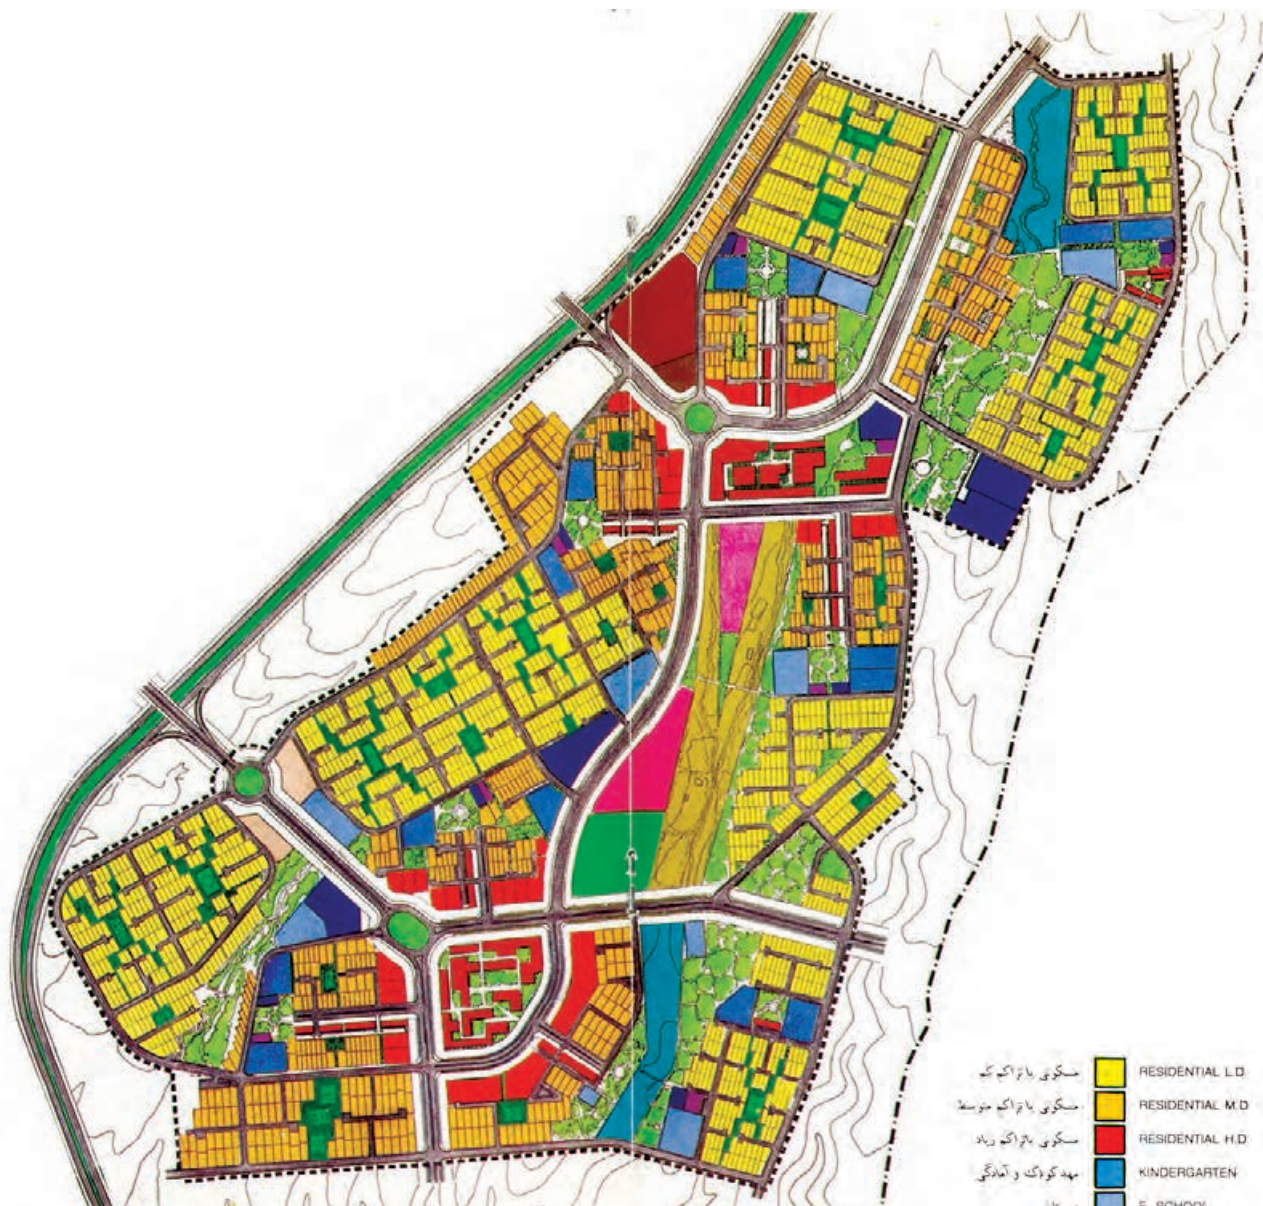 مسکونی با تراکم کم RESIDENTIAL L.D
مسکونی با تراکم متوسط RESIDENTIAL M.D
مسکونی با تراکم زیاد RESIDENTIAL H.D
مهد کودک و آمادگی KINDERGARTEN